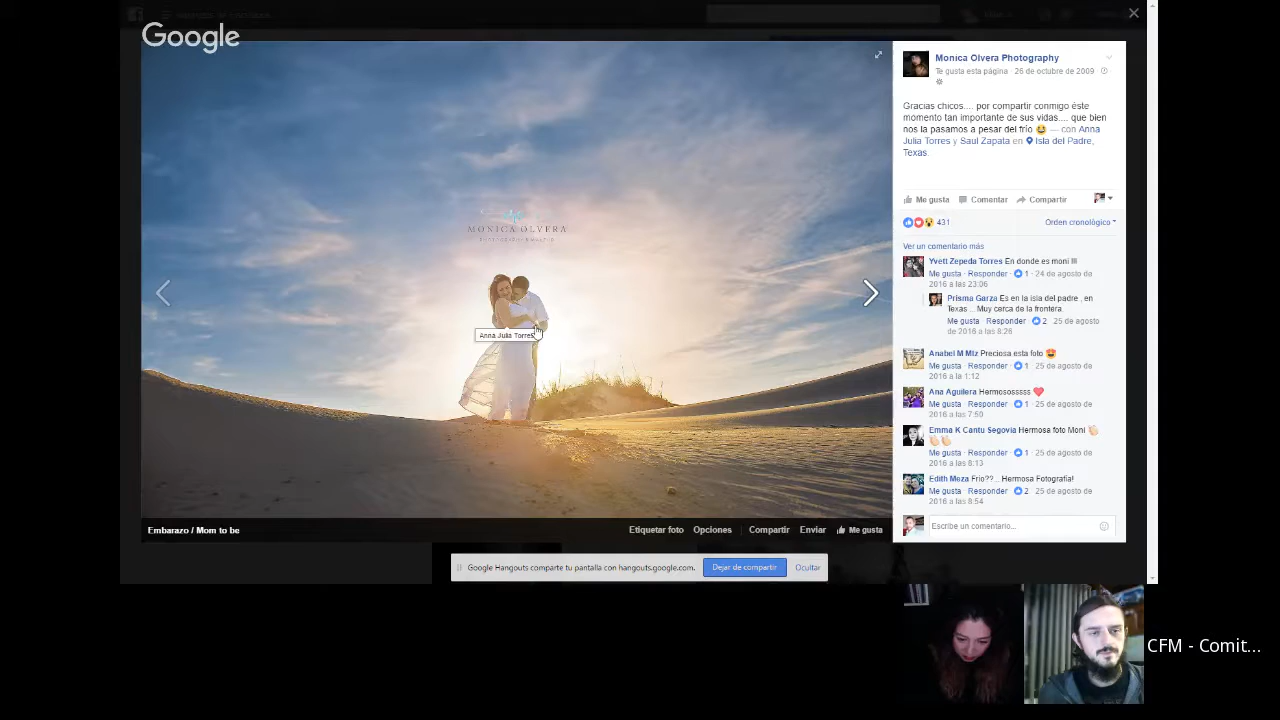 Google
Monica Olvera Photography
Te gusta esta página · 26 de octubre de 2009
Gracias chicos.... por compartir conmigo éste
momento tan importante de sus vidas.... que bien
nos la pasamos a pesar del frío 😂 — con Anna
Julia Torres y Saul Zapata en Isla del Padre,
Texas.
Me gusta Comentar Compartir
431 Orden cronológico
Ver un comentario más
Yvett Zepeda Torres En donde es moni !!!
Me gusta · Responder · 1 · 24 de agosto de
2016 a las 23:06
Prisma Garza Es en la isla del padre , en
Texas ...Muy cerca de la frontera.
Me gusta · Responder · 2 · 25 de agosto
de 2016 a las 8:26
Anabel M Mlz Preciosa esta foto 😍
Me gusta · Responder · 1 · 25 de agosto de
2016 a las 1:12
Ana Aguilera Hermosossss ❤️
Me gusta · Responder · 1 · 25 de agosto de
2016 a las 7:59
Emma K Cantu Segovia Hermosa foto Moni 👏🏻
👏🏻👏🏻
Me gusta · Responder · 1 · 25 de agosto de
2016 a las 8:13
Edith Meza Frio??... Hermosa Fotografía!
Me gusta · Responder · 2 · 25 de agosto de
2016 a las 8:54
Escribe un comentario...
MONICA OLVERA
Anna Julia Torres
Embarazo / Mom to be
Etiquetar foto Opciones Compartir Enviar Me gusta
Google Hangouts comparte tu pantalla con hangouts.google.com. Dejar de compartir Ocultar
CFM - Comit...